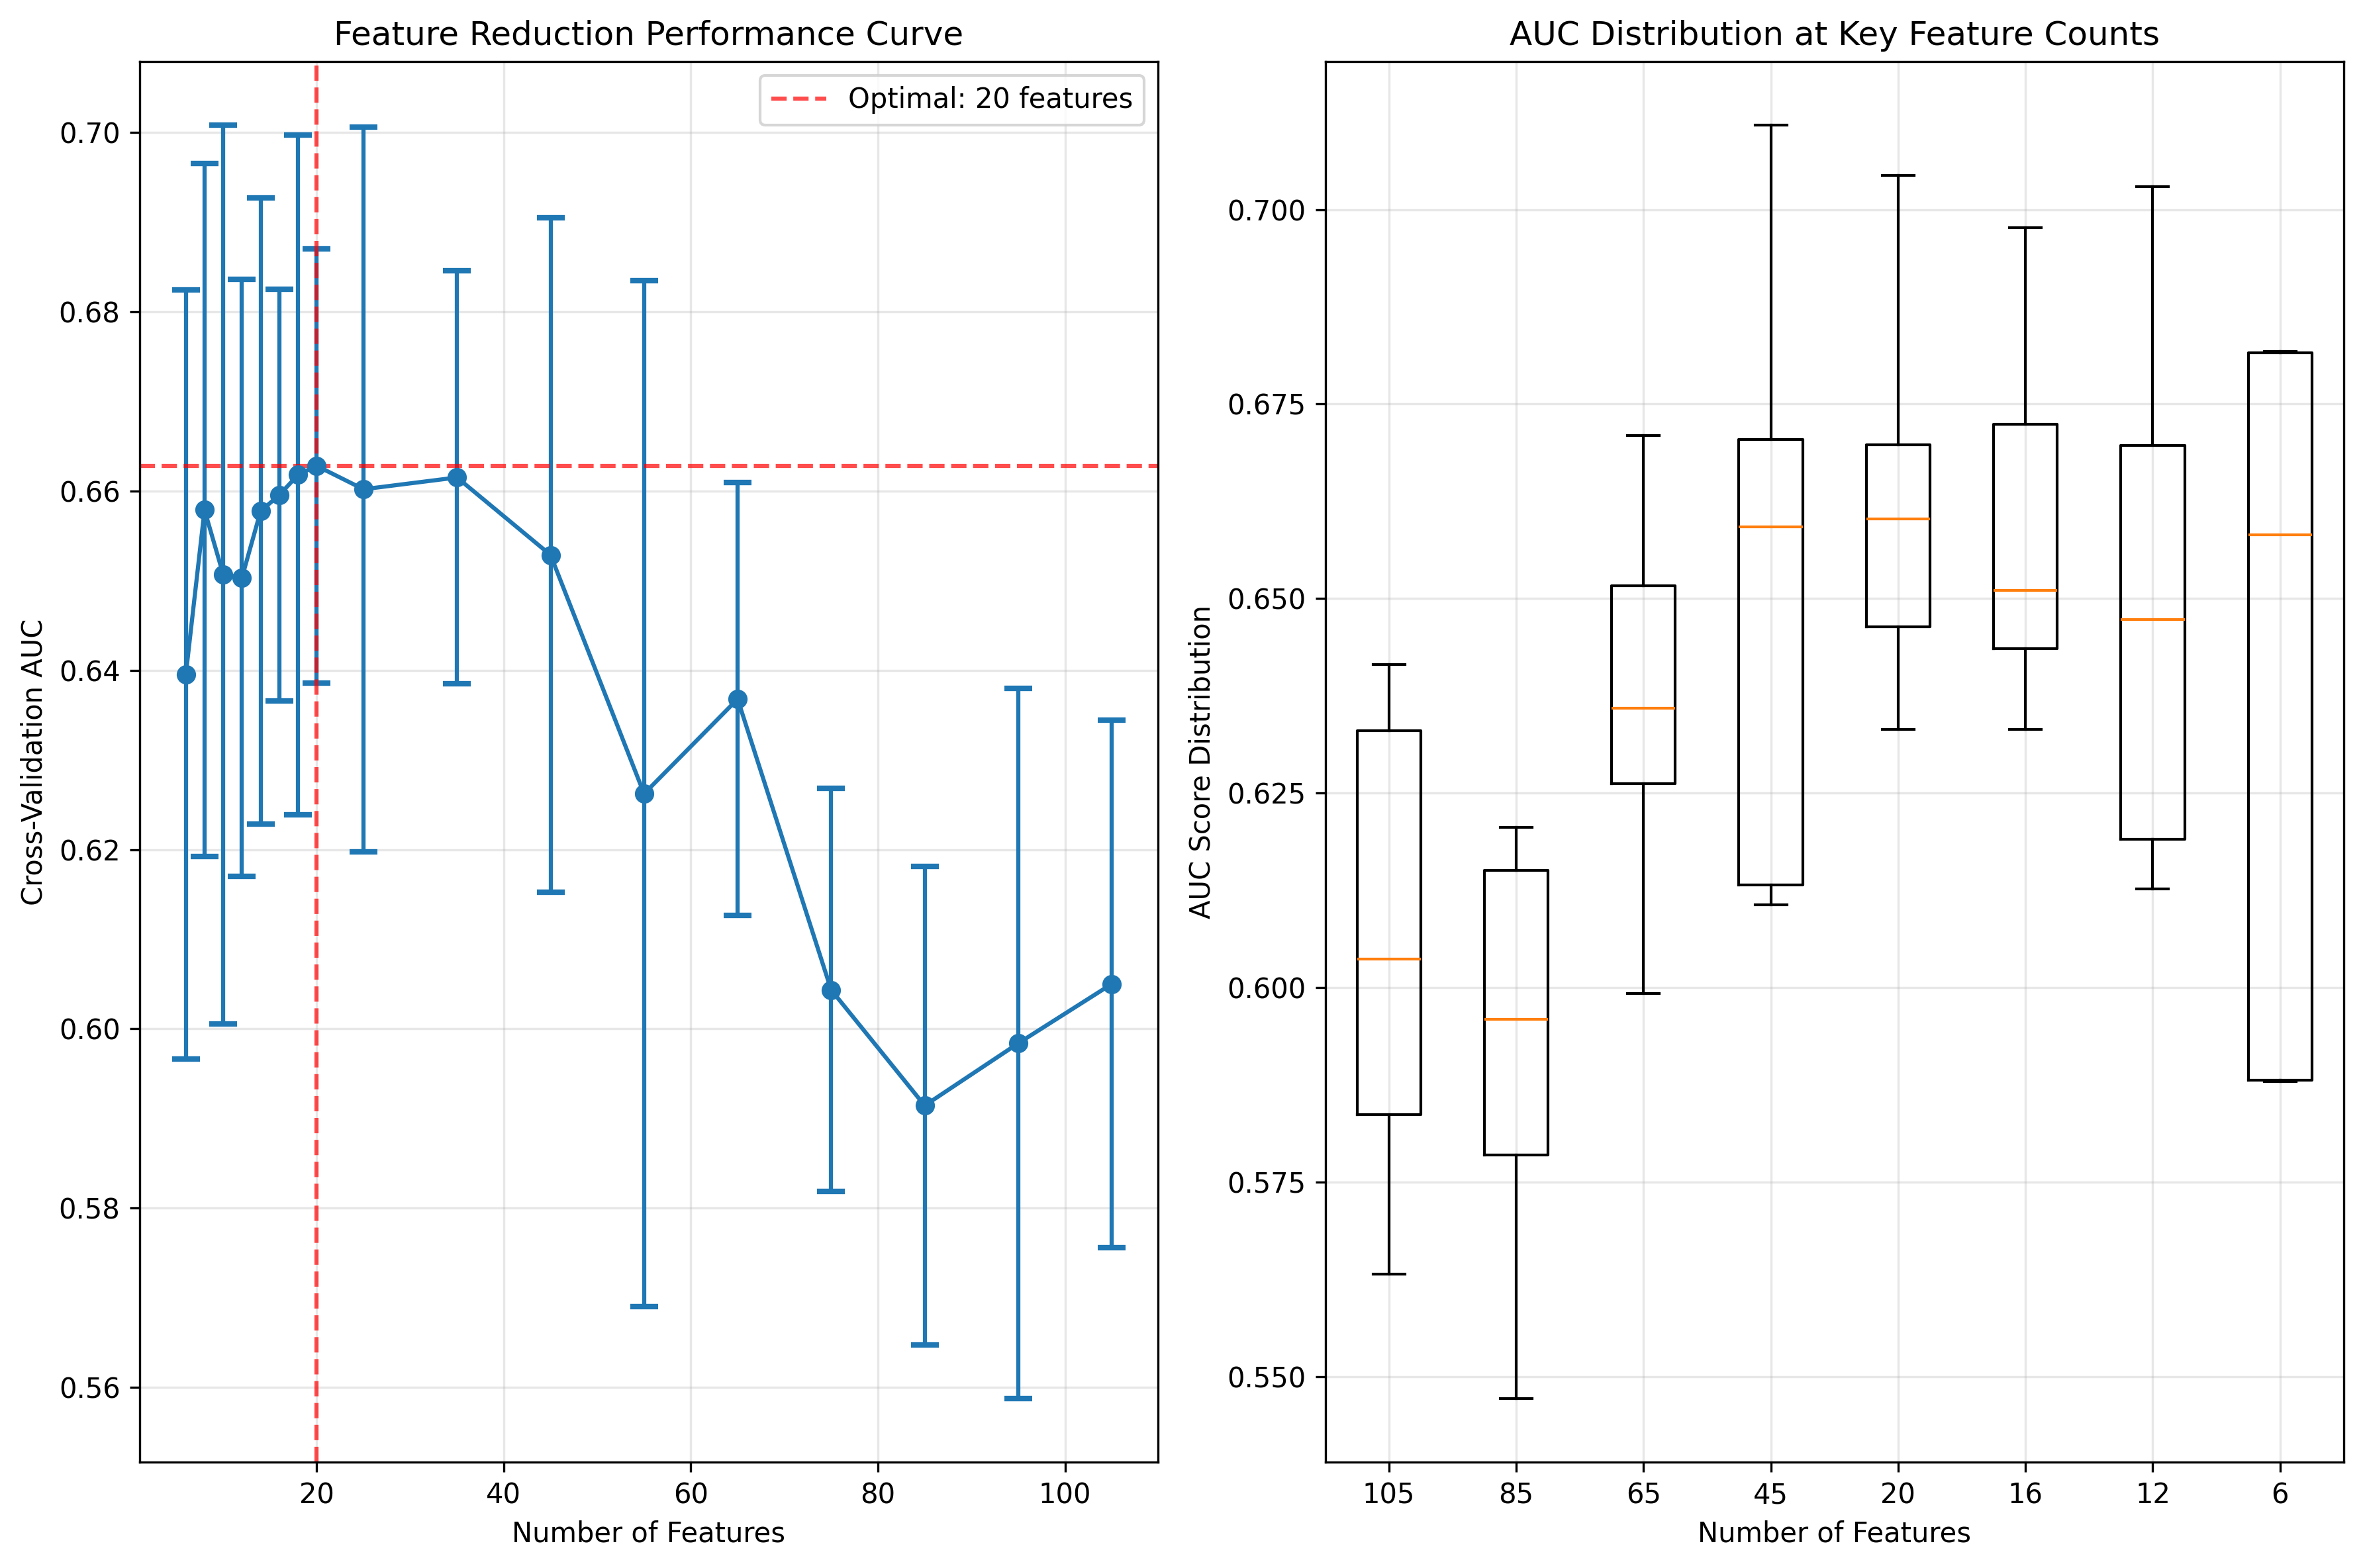 Feature Reduction Performance Curve
Optimal: 20 features
0.70
0.68
0.66
0.64
0.62
0.60
0.58
0.56
Cross-Validation AUC
20 40 60 80 100
Number of Features
AUC Distribution at Key Feature Counts
0.700
0.675
0.650
0.625
0.600
0.575
0.550
AUC Score Distribution
105 85 65 45 20 16 12 6
Number of Features